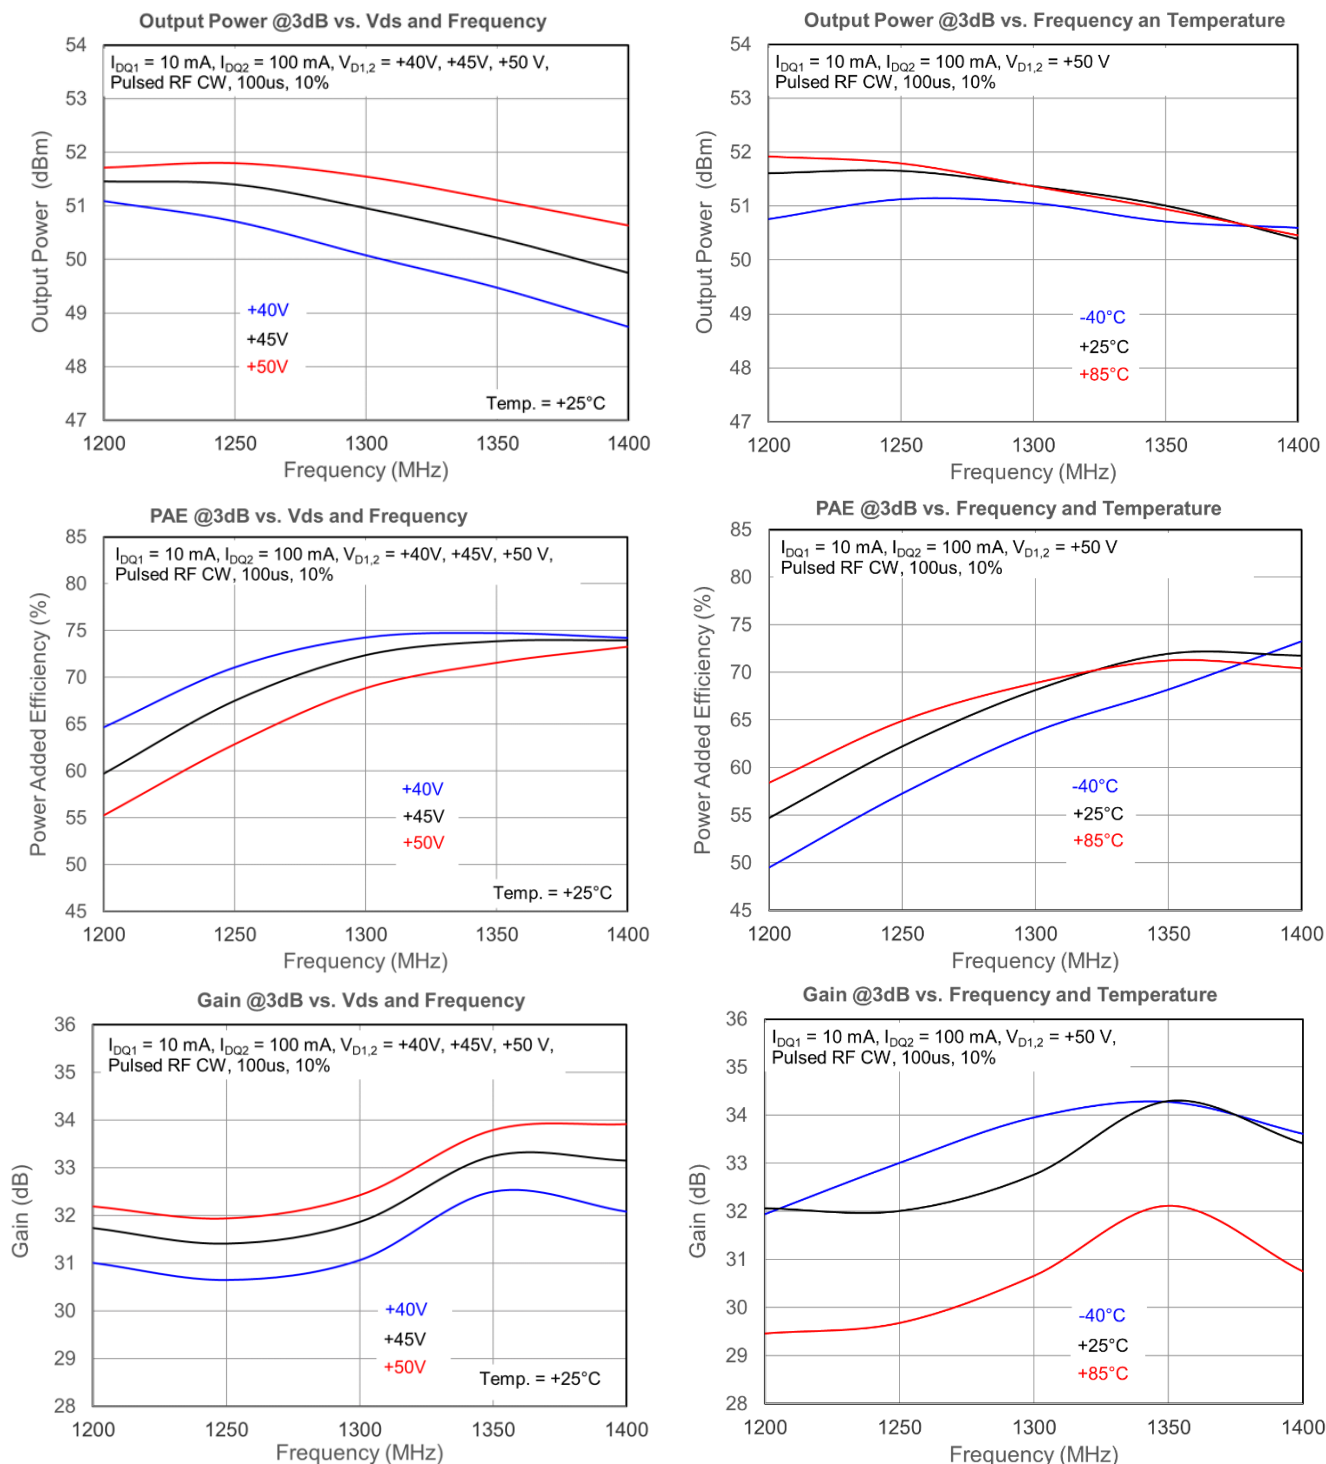 Output Power @3dB vs. Vds and Frequency
54
53
52
51
50
49
48
47
Output Power (dBm)
I_DQ1 = 10 mA, I_DQ2 = 100 mA, V_D1,2 = +40V, +45V, +50 V,
Pulsed RF CW, 100us, 10%
+40V
+45V
+50V
Temp. = +25°C
1200 1250 1300 1350 1400
Frequency (MHz)
Output Power @3dB vs. Frequency an Temperature
54
53
52
51
50
49
48
47
Output Power (dBm)
I_DQ1 = 10 mA, I_DQ2 = 100 mA, V_D1,2 = +50 V
Pulsed RF CW, 100us, 10%
-40°C
+25°C
+85°C
1200 1250 1300 1350 1400
Frequency (MHz)
PAE @3dB vs. Vds and Frequency
85
80
75
70
65
60
55
50
45
Power Added Efficiency (%)
I_DQ1 = 10 mA, I_DQ2 = 100 mA, V_D1,2 = +40V, +45V, +50 V,
Pulsed RF CW, 100us, 10%
+40V
+45V
+50V
Temp. = +25°C
1200 1250 1300 1350 1400
Frequency (MHz)
PAE @3dB vs. Frequency and Temperature
85
80
75
70
65
60
55
50
45
Power Added Efficiency (%)
I_DQ1 = 10 mA, I_DQ2 = 100 mA, V_D1,2 = +50 V
Pulsed RF CW, 100us, 10%
-40°C
+25°C
+85°C
1200 1250 1300 1350 1400
Frequency (MHz)
Gain @3dB vs. Vds and Frequency
36
35
34
33
32
31
30
29
28
Gain (dB)
I_DQ1 = 10 mA, I_DQ2 = 100 mA, V_D1,2 = +40V, +45V, +50 V,
Pulsed RF CW, 100us, 10%
+40V
+45V
+50V
Temp. = +25°C
1200 1250 1300 1350 1400
Frequency (MHz)
Gain @3dB vs. Frequency and Temperature
36
35
34
33
32
31
30
29
28
Gain (dB)
I_DQ1 = 10 mA, I_DQ2 = 100 mA, V_D1,2 = +50 V,
Pulsed RF CW, 100us, 10%
-40°C
+25°C
+85°C
1200 1250 1300 1350 1400
Frequency (MHz)